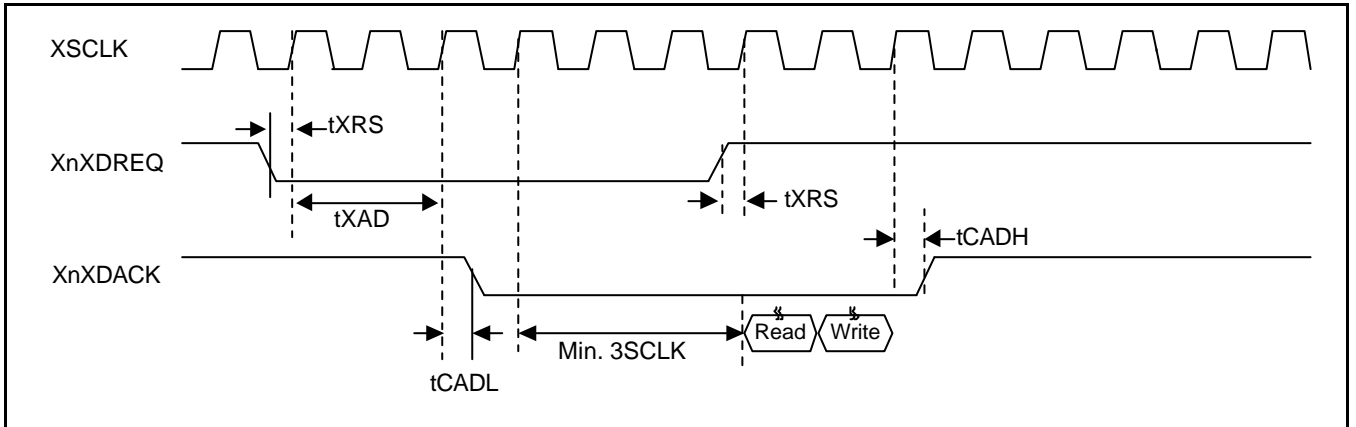 XSCLK
tXRS
XnXDREQ
tXRS
tXAD
tCADH
XnXDACK
Read Write
Min. 3SCLK
tCADL